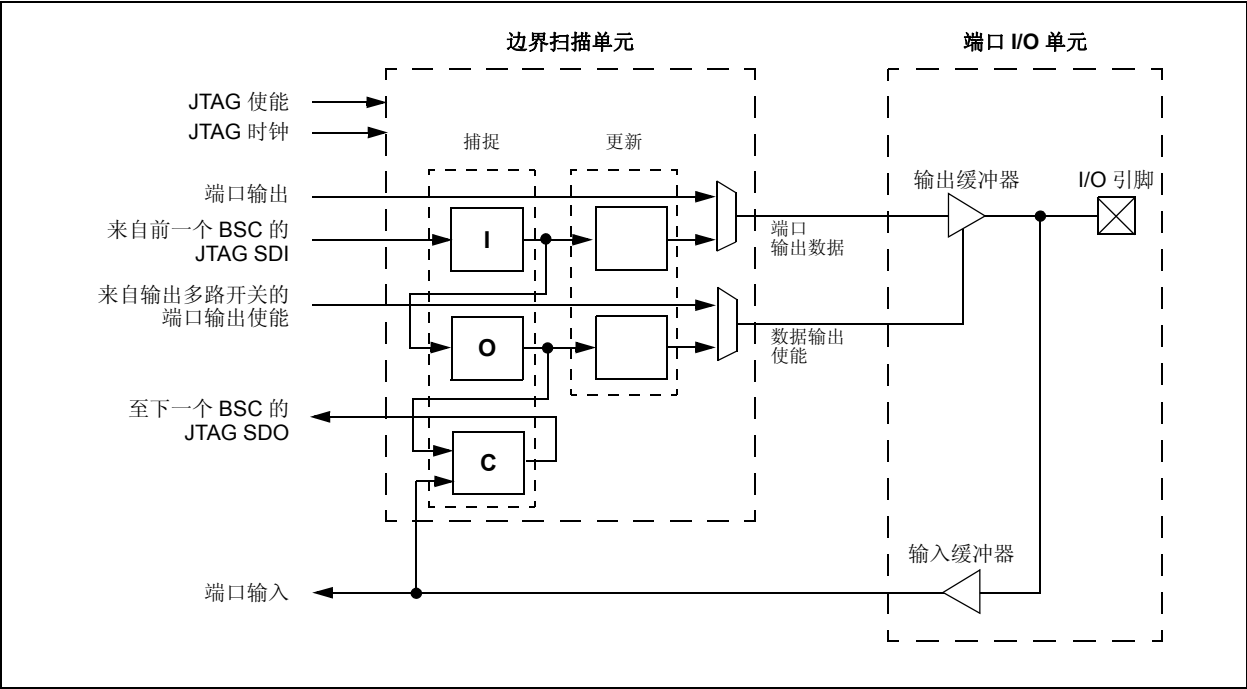 边界扫描单元
端口 I/O 单元
JTAG 使能
JTAG 时钟
捕捉
更新
端口输出
输出缓冲器
I/O 引脚
来自前一个 BSC 的
JTAG SDI
I
端口
输出数据
来自输出多路开关的
端口输出使能
O
数据输出
使能
至下一个 BSC 的
JTAG SDO
C
输入缓冲器
端口输入